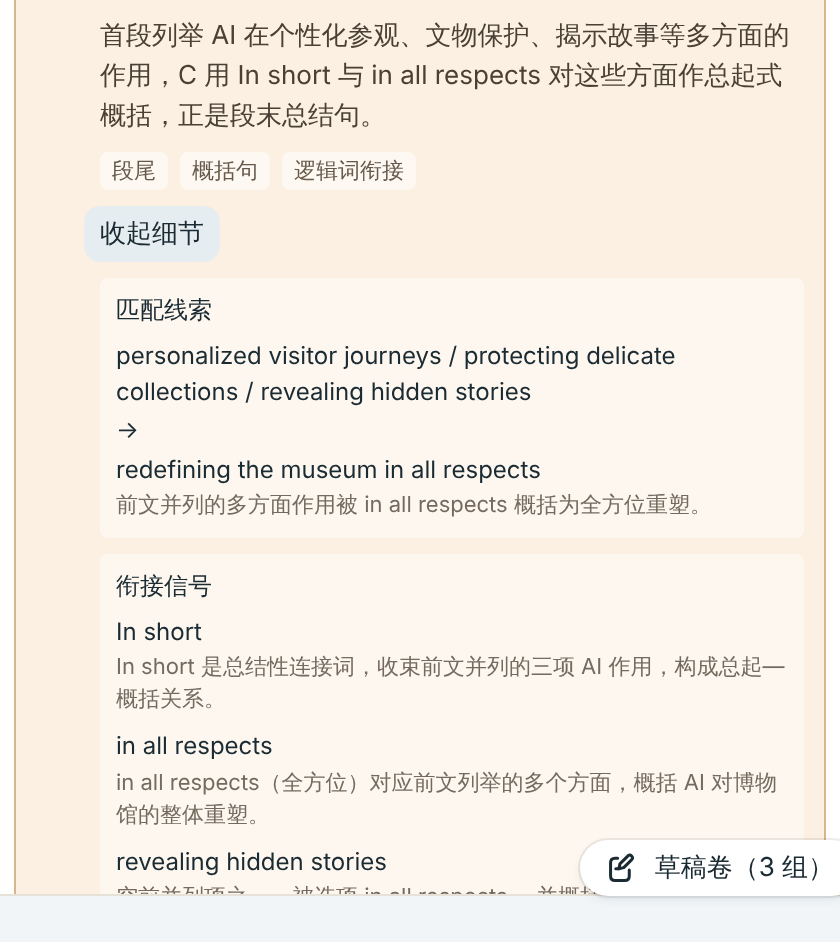 首段列举 AI 在个性化参观、文物保护、揭示故事等多方面的
作用，C 用 In short 与 in all respects 对这些方面作总起式
概括，正是段末总结句。
段尾 概括句 逻辑词衔接
收起细节
匹配线索
personalized visitor journeys / protecting delicate
collections / revealing hidden stories
→
redefining the museum in all respects
前文并列的多方面作用被 in all respects 概括为全方位重塑。
衔接信号
In short
In short 是总结性连接词，收束前文并列的三项 AI 作用，构成总起—
概括关系。
in all respects
in all respects（全方位）对应前文列举的多个方面，概括 AI 对博物
馆的整体重塑。
revealing hidden stories
草稿卷（3 组）